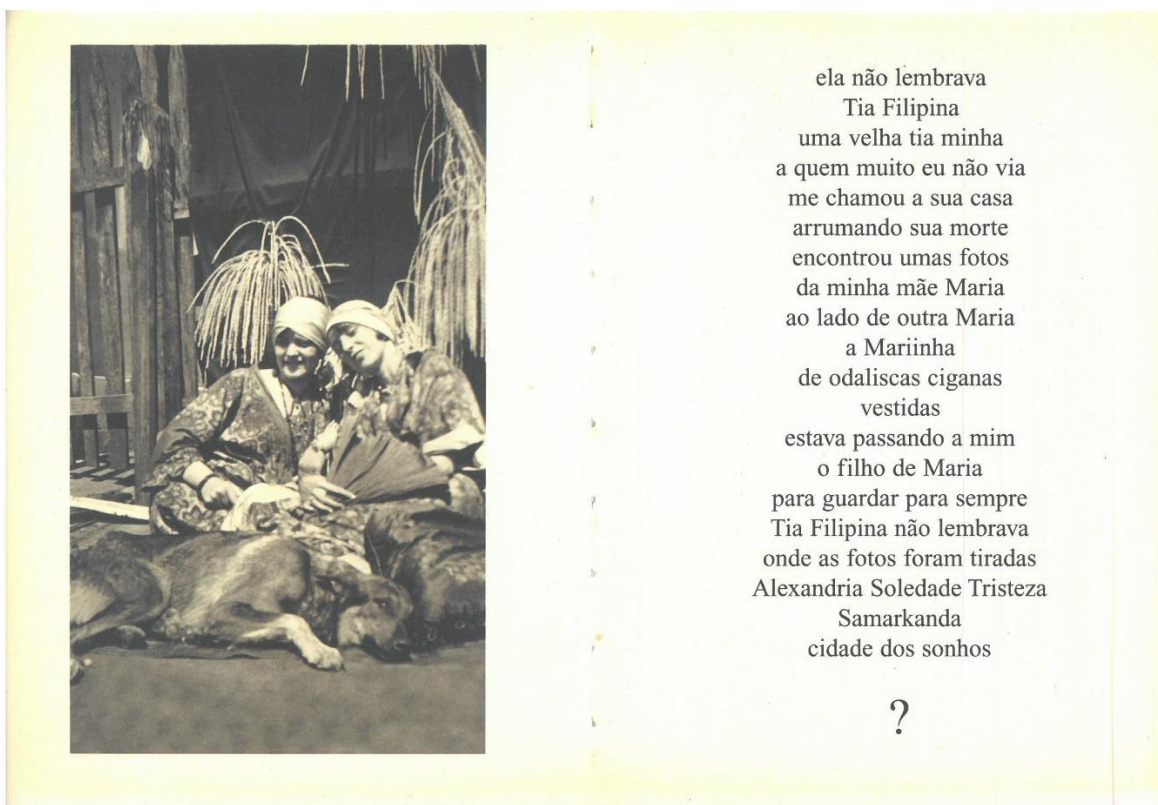 ela não lembrava
Tia Filipina
uma velha tia minha
a quem muito eu não via
me chamou a sua casa
arrumando sua morte
encontrou umas fotos
da minha mãe Maria
ao lado de outra Maria
a Mariinha
de odaliscas ciganas
vestidas
estava passando a mim
o filho de Maria
para guardar para sempre
Tia Filipina não lembrava
onde as fotos foram tiradas
Alexandria Soledade Tristeza
Samarkanda
cidade dos sonhos
?